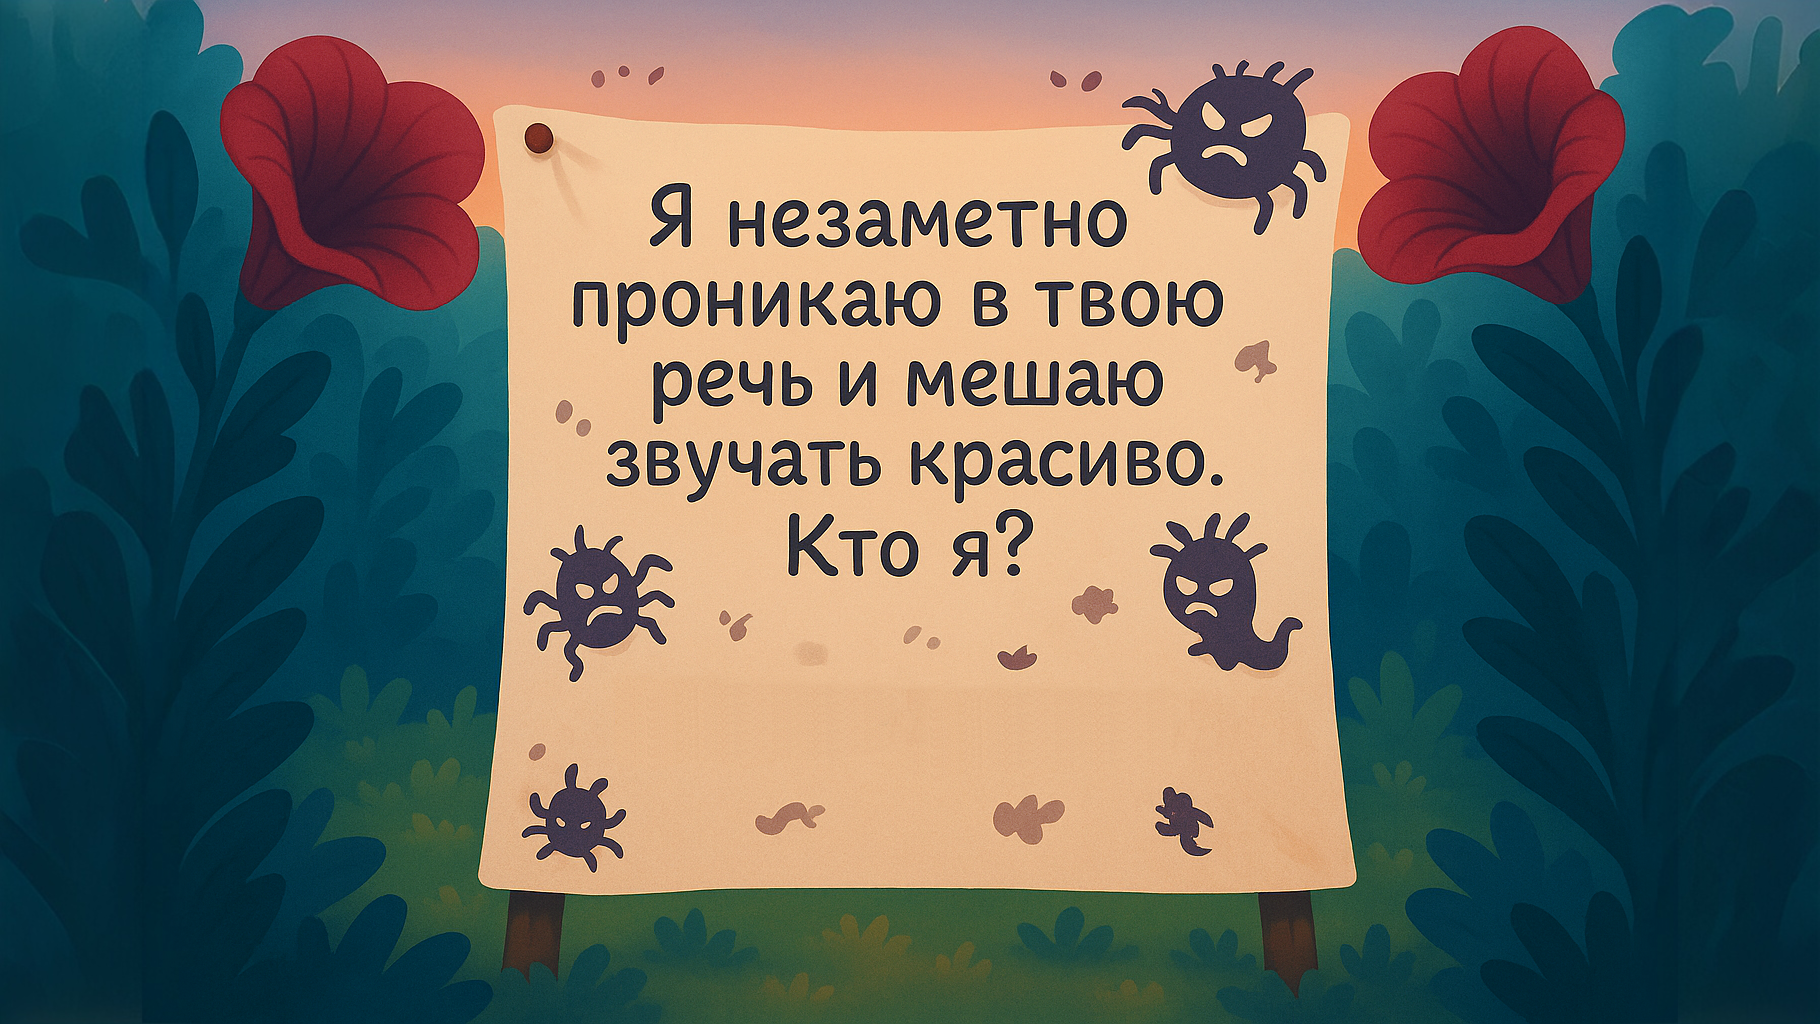 Я незаметно
проникаю в твою
речь и мешаю
звучать красиво.
Кто я?